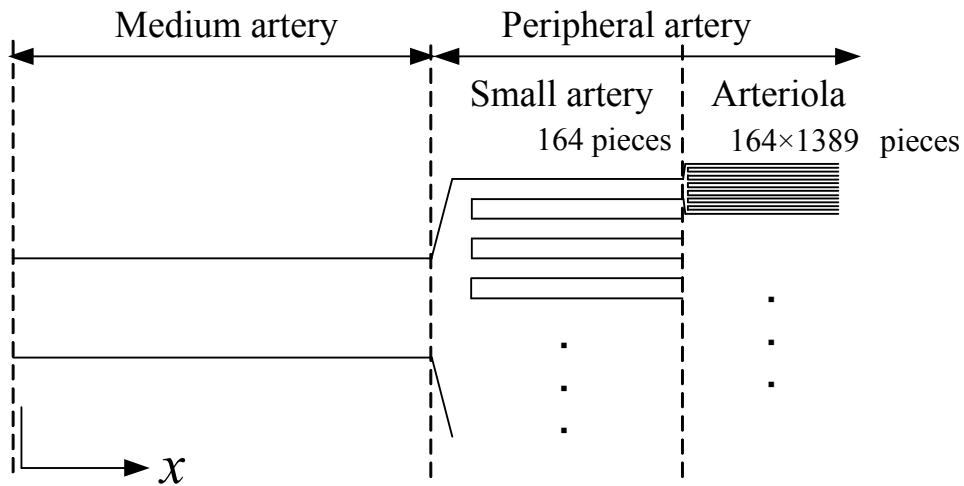 Medium artery Peripheral artery
Small artery Arteriola
164 pieces 164×1389 pieces
x